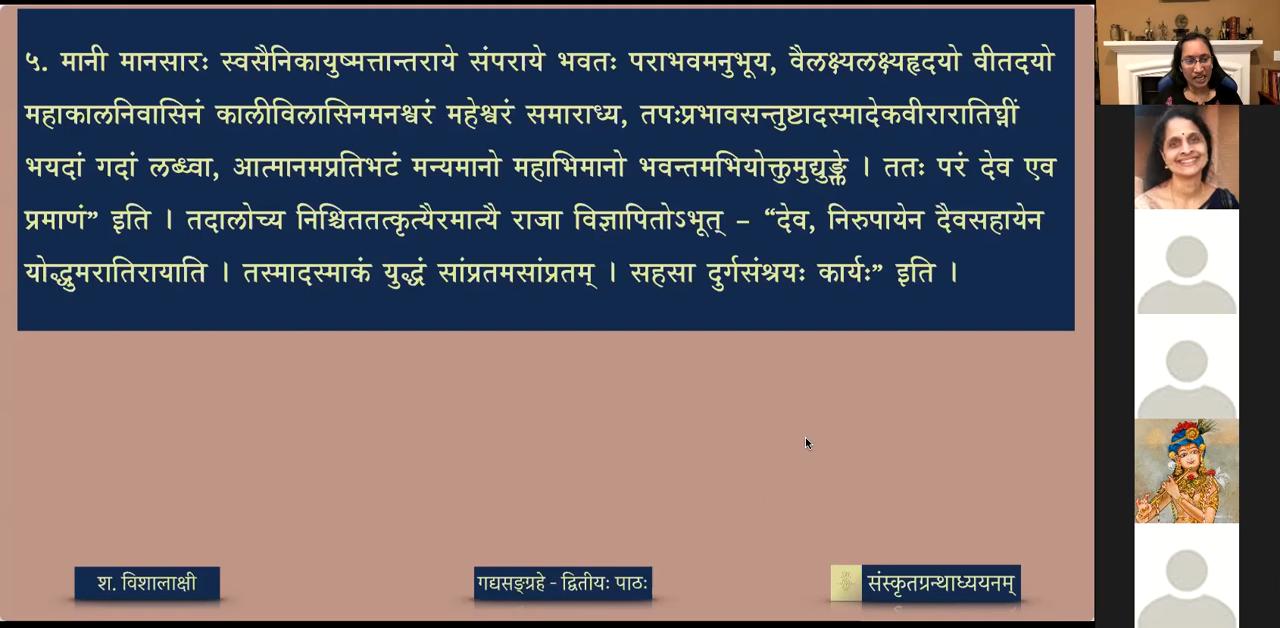 ५. मानी मानसारः स्वसैनिकायुष्मत्तान्तराये संपराये भवतः पराभवमनुभूय, वैलक्ष्यलक्ष्यहृदयो वीतदयो
महाकालनिवासिनं कालीविलासिनमनश्वरं महेश्वरं समाराध्य, तपःप्रभावसन्तुष्टादस्मादेकवीरारातिघ्नीं
भयदां गदां लब्ध्वा, आत्मानमप्रतिभटं मन्यमानो महाभिमानो भवन्तमभियोक्तुमुद्युङ्क्ते । ततः परं देव एव
प्रमाणं” इति । तदालोच्य निश्चिततत्कृत्यैरमात्यै राजा विज्ञापितोऽभूत् – “देव, निरुपायेन दैवसहायेन
योद्धुमरातिरायाति । तस्मादस्माकं युद्धं सांप्रतमसांप्रतम् । सहसा दुर्गसंश्रयः कार्यः” इति ।
श. विशालाक्षी
गद्यसङ्ग्रहे - द्वितीयः पाठः
संस्कृतग्रन्थाध्ययनम्